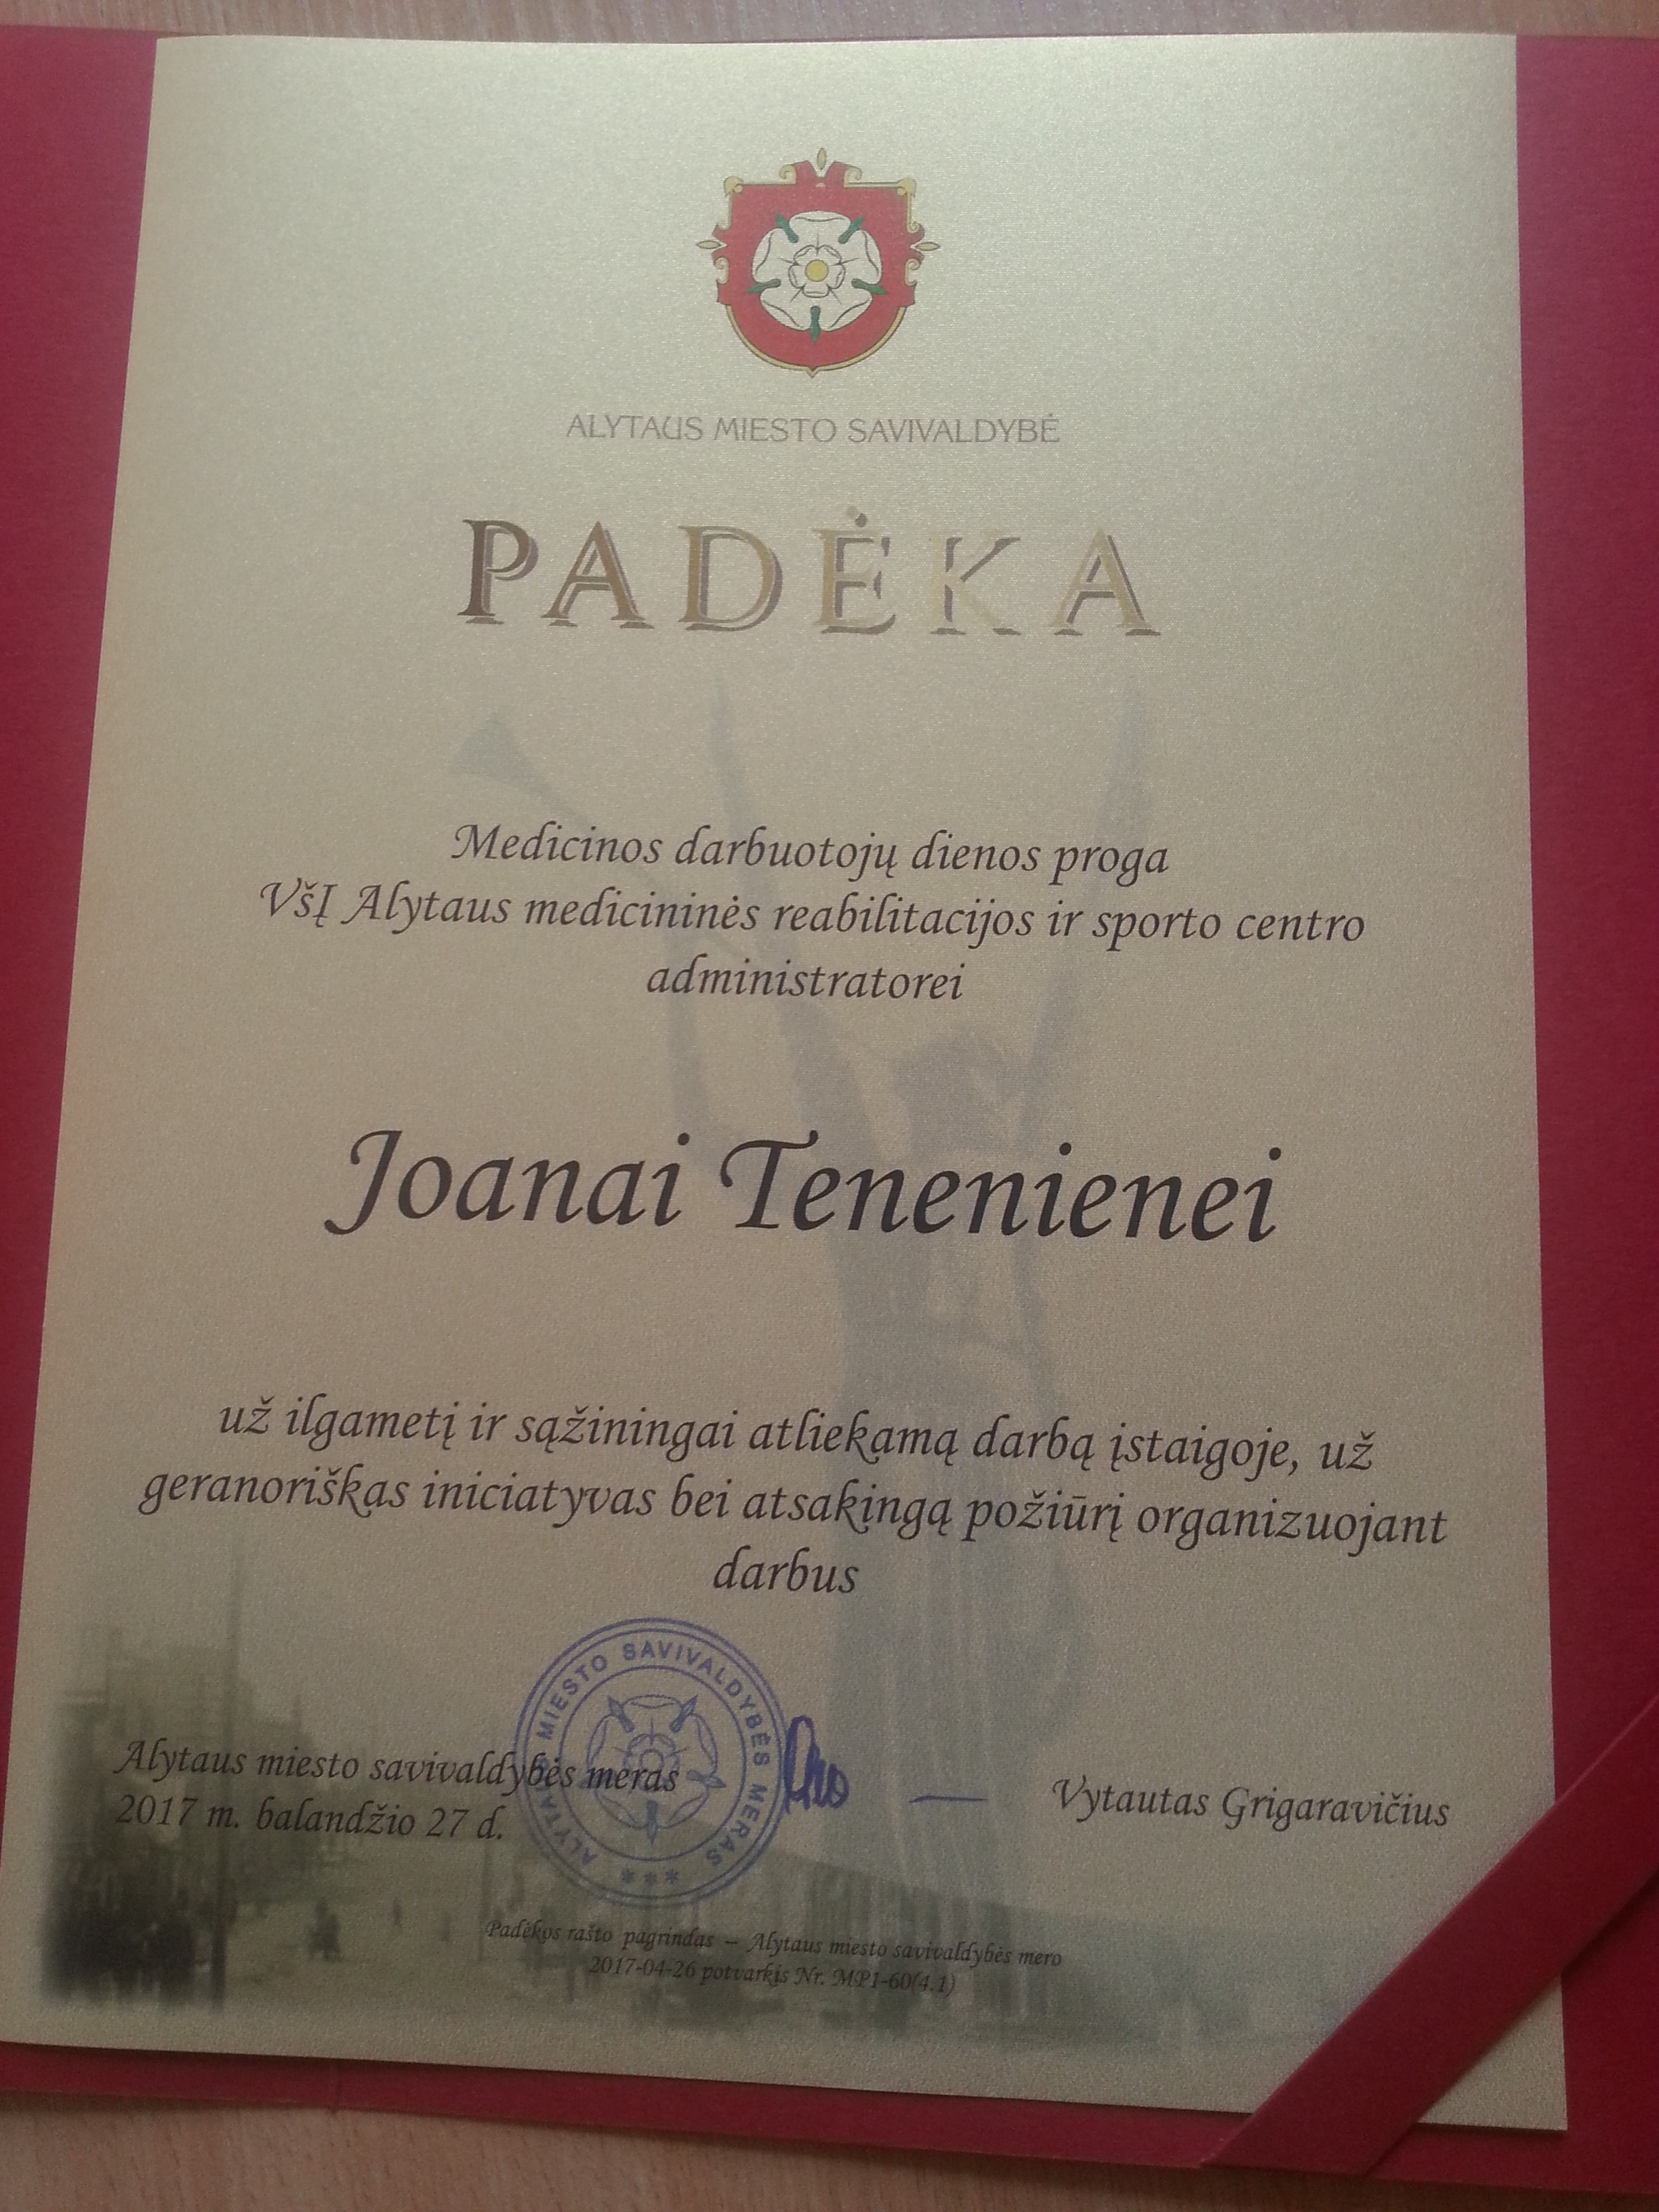 ALYTAUS MIESTO SAVIVALDYBĖ
PADĖKA
Medicinos darbuotojų dienos proga
VšĮ Alytaus medicininės reabilitacijos ir sporto centro
administratorei
Joanai Tenenienei
už ilgametį ir sąžiningai atliekamą darbą įstaigoje, už
geranoriškas iniciatyvas bei atsakingą požiūrį organizuojant
darbus
ALYTAUS MIESTO SAVIVALDYBĖS MERAS
Alytaus miesto savivaldybės meras
2017 m. balandžio 27 d.
Vytautas Grigaravičius
Padėkos rašto pagrindas – Alytaus miesto savivaldybės mero
2017-04-26 potvarkis Nr. MP1-60(4.1)